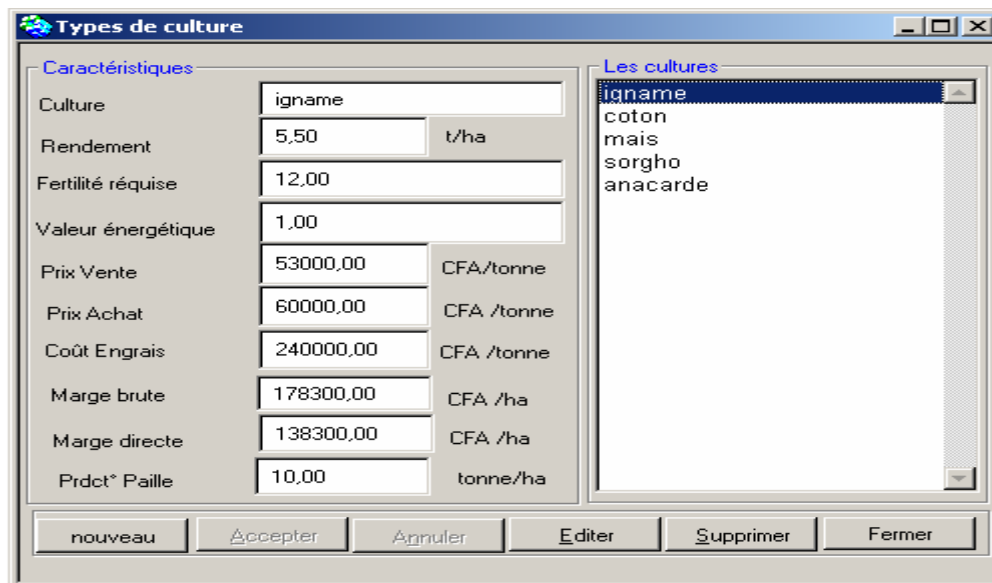 Types de culture
Caractéristiques
Culture igname
Rendement 5,50 t/ha
Fertilité réquise 12,00
Valeur énergétique 1,00
Prix Vente 53000,00 CFA/tonne
Prix Achat 60000,00 CFA /tonne
Coût Engrais 240000,00 CFA /tonne
Marge brute 178300,00 CFA /ha
Marge directe 138300,00 CFA /ha
Prdct° Paille 10,00 tonne/ha
Les cultures
igname
coton
mais
sorgho
anacarde
nouveau Accepter Annuler Editer Supprimer Fermer